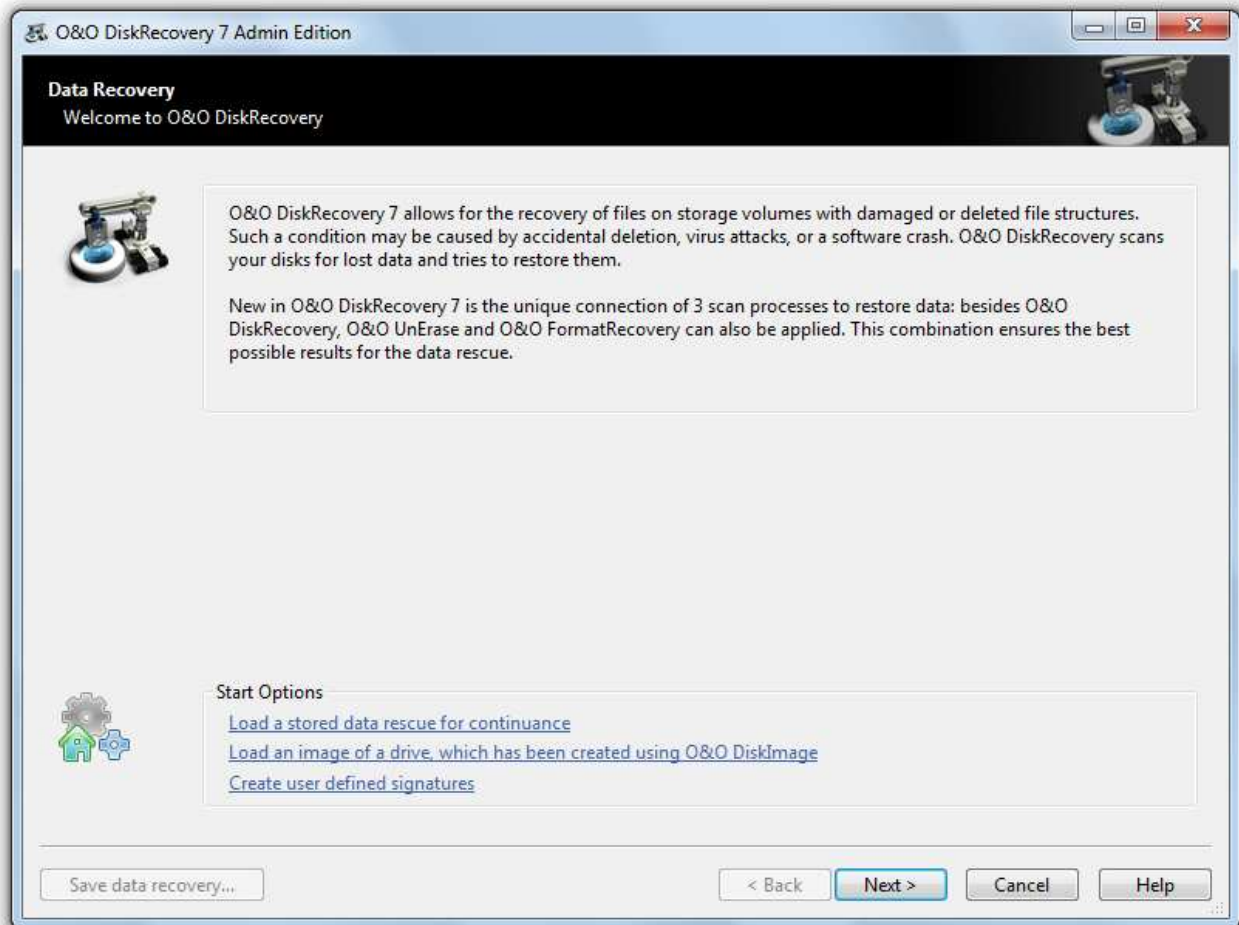 O&O DiskRecovery 7 Admin Edition
Data Recovery
Welcome to O&O DiskRecovery
O&O DiskRecovery 7 allows for the recovery of files on storage volumes with damaged or deleted file structures.
Such a condition may be caused by accidental deletion, virus attacks, or a software crash. O&O DiskRecovery scans
your disks for lost data and tries to restore them.
New in O&O DiskRecovery 7 is the unique connection of 3 scan processes to restore data: besides O&O
DiskRecovery, O&O UnErase and O&O FormatRecovery can also be applied. This combination ensures the best
possible results for the data rescue.
Start Options
Load a stored data rescue for continuance
Load an image of a drive, which has been created using O&O DiskImage
Create user defined signatures
Save data recovery...
< Back
Next >
Cancel
Help